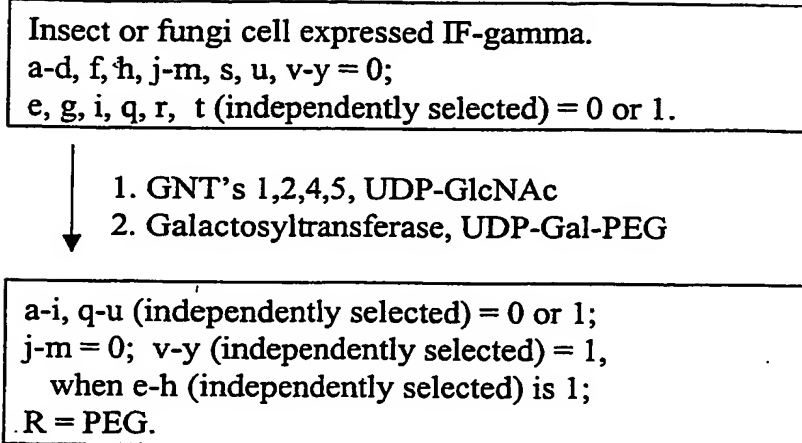 Insect or fungi cell expressed IF-gamma.
a-d, f, h, j-m, s, u, v-y = 0;
e, g, i, q, r, t (independently selected) = 0 or 1.
1. GNT's 1,2,4,5, UDP-GlcNAc
2. Galactosyltransferase, UDP-Gal-PEG
a-i, q-u (independently selected) = 0 or 1;
j-m = 0; v-y (independently selected) = 1,
when e-h (independently selected) is 1;
R = PEG.